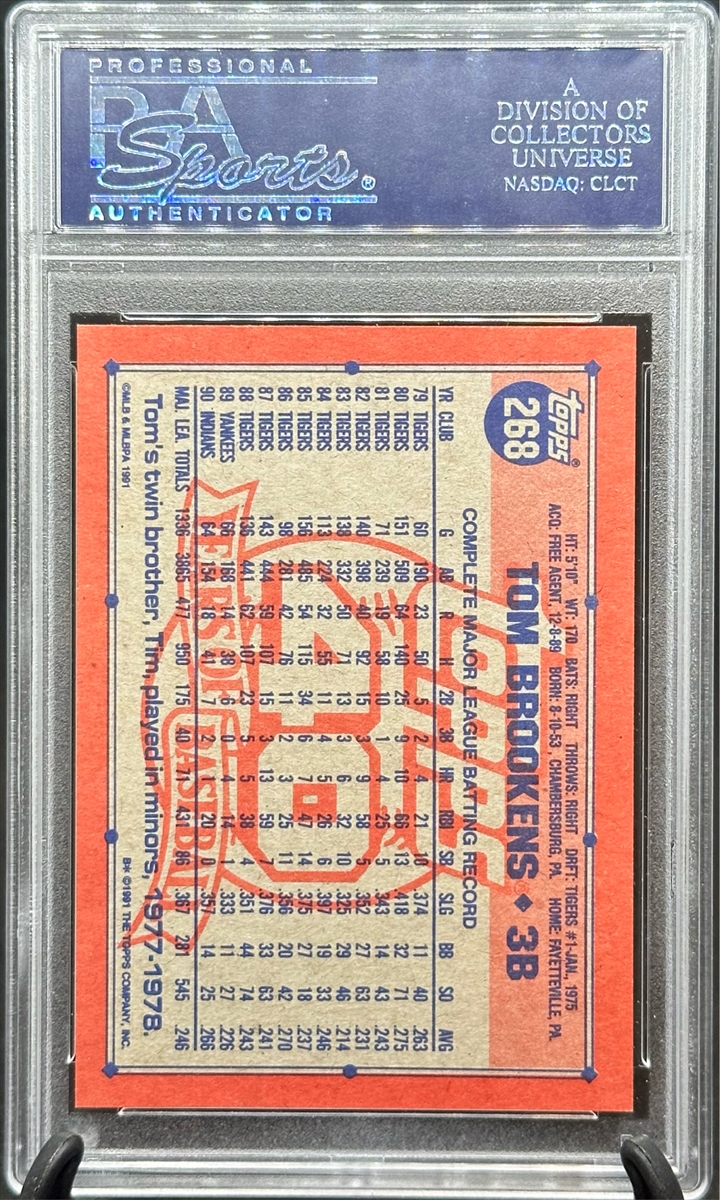 PROFESSIONAL
PSA
Sports®
AUTHENTICATOR
A
DIVISION OF
COLLECTORS
UNIVERSE
NASDAQ: CLCT
Topps®
268
HT: 5'10" WT: 170 BATS: RIGHT THROWS: RIGHT DRFT: TIGERS #1-JAN., 1975
ACQ: FREE AGENT, 12-8-89 BORN: 8-10-53, CHAMBERSBURG, PA. HOME: FAYETTEVILLE, PA.
TOM BROOKENS ♦ 3B
COMPLETE MAJOR LEAGUE BATTING RECORD
YR CLUB G AB R H 2B 3B HR RBI SB SLG BB SO AVG
79 TIGERS 60 190 23 50 5 2 4 21 10 .374 11 40 .263
80 TIGERS 151 509 64 140 25 9 10 66 13 .418 32 71 .275
81 TIGERS 71 239 19 58 10 1 4 25 5 .343 14 43 .243
82 TIGERS 140 398 40 92 15 3 9 58 5 .352 27 63 .231
83 TIGERS 138 332 50 71 13 3 6 32 10 .325 29 46 .214
84 TIGERS 113 224 32 55 11 4 5 26 6 .397 19 33 .246
85 TIGERS 156 485 54 115 34 6 7 47 14 .375 27 18 .237
86 TIGERS 98 281 42 76 11 2 3 25 11 .356 20 42 .270
87 TIGERS 143 444 59 107 15 3 13 59 7 .376 33 63 .241
88 TIGERS 136 441 62 107 23 5 5 38 4 .351 44 74 .243
89 YANKEES 66 168 14 38 6 0 4 14 1 .333 11 27 .226
90 INDIANS 64 154 18 41 7 2 1 20 0 .357 14 25 .266
MAJ. LEA. TOTALS 1336 3865 477 950 175 40 71 431 86 .367 281 545 .246
Tom's twin brother, Tim, played in minors, 1977-1978.
©MLB & MLBPA 1991
B* ©1991 THE TOPPS COMPANY, INC.
Topps
40
YEARS OF BASEBALL